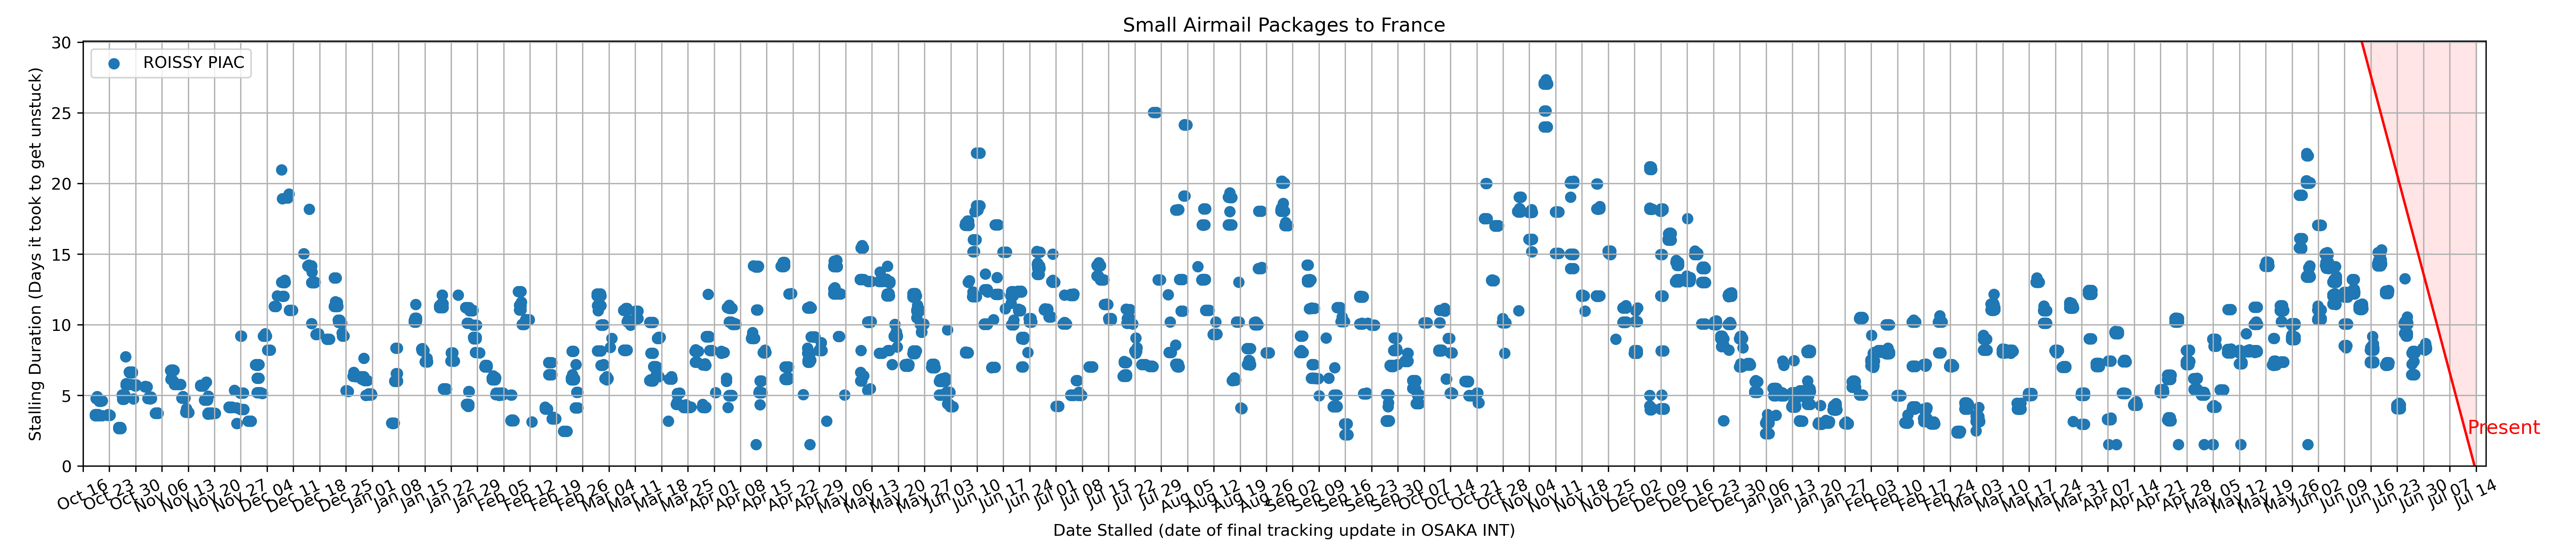 Small Airmail Packages to France
30
25
20
15
10
5
0
Stalling Duration (Days it took to get unstuck)
ROISSY PIAC
Present
Oct 16
Oct 23
Oct 30
Nov 06
Nov 13
Nov 20
Nov 27
Dec 04
Dec 11
Dec 18
Dec 25
Jan 01
Jan 08
Jan 15
Jan 22
Jan 29
Feb 05
Feb 12
Feb 19
Feb 26
Mar 04
Mar 11
Mar 18
Mar 25
Apr 01
Apr 08
Apr 15
Apr 22
Apr 29
May 06
May 13
May 20
May 27
Jun 03
Jun 10
Jun 17
Jun 24
Jul 01
Jul 08
Jul 15
Jul 22
Jul 29
Aug 05
Aug 12
Aug 19
Aug 26
Sep 02
Sep 09
Sep 16
Sep 23
Sep 30
Oct 07
Oct 14
Oct 21
Oct 28
Nov 04
Nov 11
Nov 18
Nov 25
Dec 02
Dec 09
Dec 16
Dec 23
Dec 30
Jan 06
Jan 13
Jan 20
Jan 27
Feb 03
Feb 10
Feb 17
Feb 24
Mar 03
Mar 10
Mar 17
Mar 24
Mar 31
Apr 07
Apr 14
Apr 21
Apr 28
May 05
May 12
May 19
May 26
Jun 02
Jun 09
Jun 16
Jun 23
Jun 30
Jul 07
Jul 14
Date Stalled (date of final tracking update in OSAKA INT)